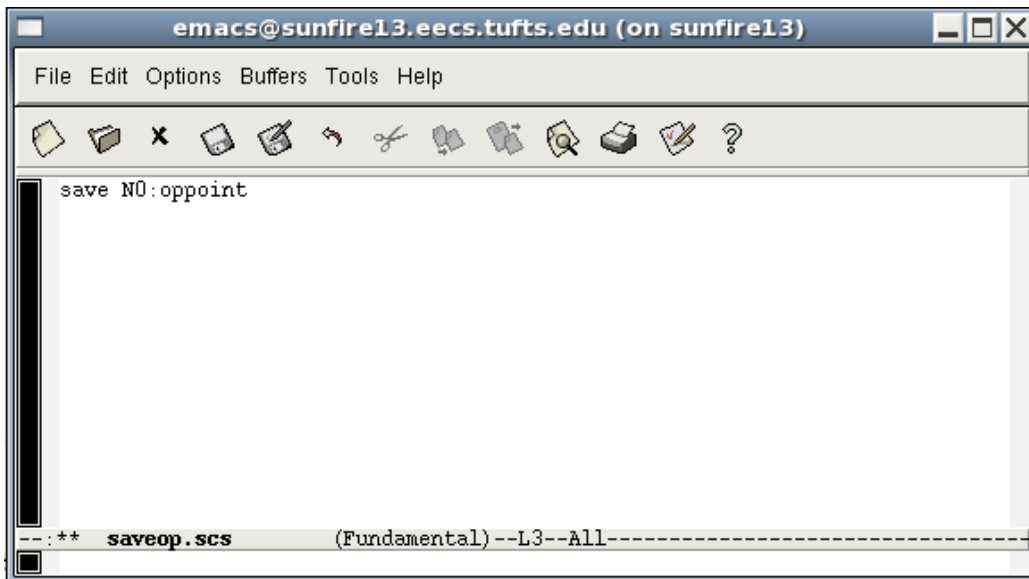 emacs@sunfire13.eecs.tufts.edu (on sunfire13)
File Edit Options Buffers Tools Help
save N0:oppoint
--:** saveop.scs (Fundamental)--L3--All----------------------------------